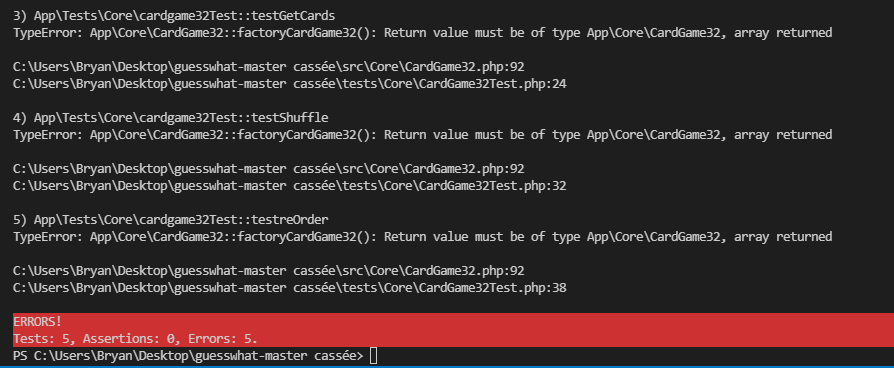 3) App\Tests\Core\cardgame32Test::testGetCards
TypeError: App\Core\CardGame32::factoryCardGame32(): Return value must be of type App\Core\CardGame32, array returned
C:\Users\Bryan\Desktop\guesswhat-master cassée\src\Core\CardGame32.php:92
C:\Users\Bryan\Desktop\guesswhat-master cassée\tests\Core\CardGame32Test.php:24
4) App\Tests\Core\cardgame32Test::testShuffle
TypeError: App\Core\CardGame32::factoryCardGame32(): Return value must be of type App\Core\CardGame32, array returned
C:\Users\Bryan\Desktop\guesswhat-master cassée\src\Core\CardGame32.php:92
C:\Users\Bryan\Desktop\guesswhat-master cassée\tests\Core\CardGame32Test.php:32
5) App\Tests\Core\cardgame32Test::testreOrder
TypeError: App\Core\CardGame32::factoryCardGame32(): Return value must be of type App\Core\CardGame32, array returned
C:\Users\Bryan\Desktop\guesswhat-master cassée\src\Core\CardGame32.php:92
C:\Users\Bryan\Desktop\guesswhat-master cassée\tests\Core\CardGame32Test.php:38
ERRORS!
Tests: 5, Assertions: 0, Errors: 5.
PS C:\Users\Bryan\Desktop\guesswhat-master cassée>